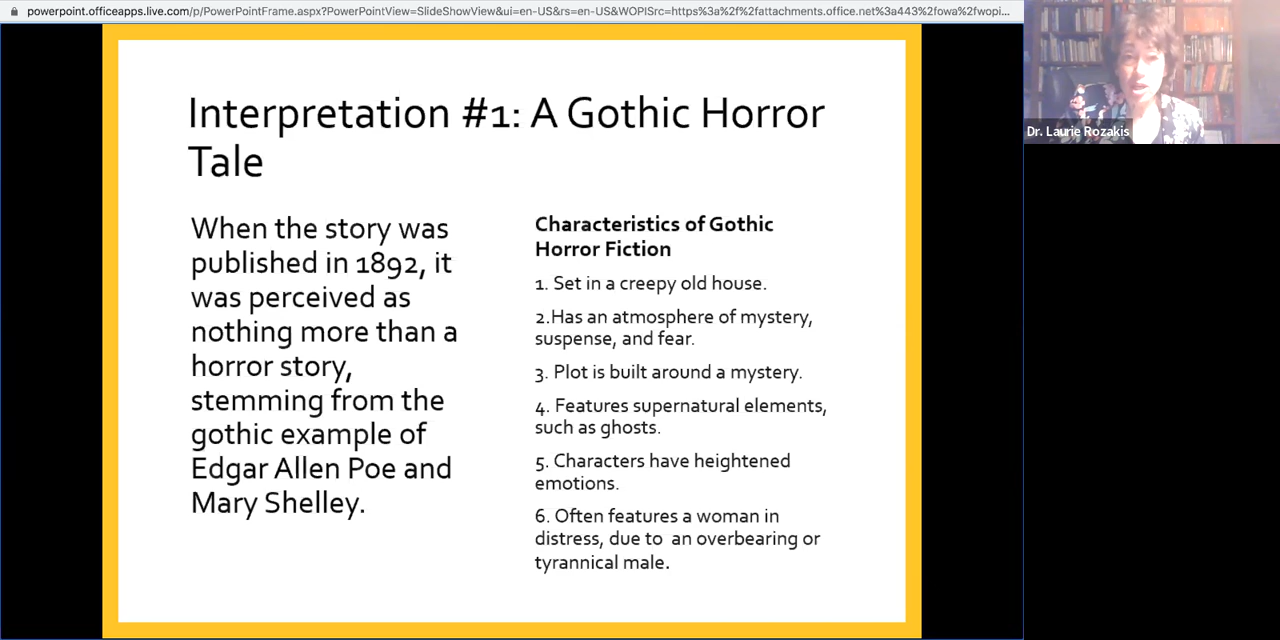 powerpoint.officeapps.live.com/p/PowerPointFrame.aspx?PowerPointView=SlideShowView&ui=en-US&rs=en-US&WOPISrc=https%3a%2f%2fattachments.office.net%3a443%2fowa%2fwopi...
Dr. Laurie Rozakis
Interpretation #1: A Gothic Horror
Tale
When the story was
published in 1892, it
was perceived as
nothing more than a
horror story,
stemming from the
gothic example of
Edgar Allen Poe and
Mary Shelley.
Characteristics of Gothic
Horror Fiction
1. Set in a creepy old house.
2.Has an atmosphere of mystery,
suspense, and fear.
3. Plot is built around a mystery.
4. Features supernatural elements,
such as ghosts.
5. Characters have heightened
emotions.
6. Often features a woman in
distress, due to  an overbearing or
tyrannical male.